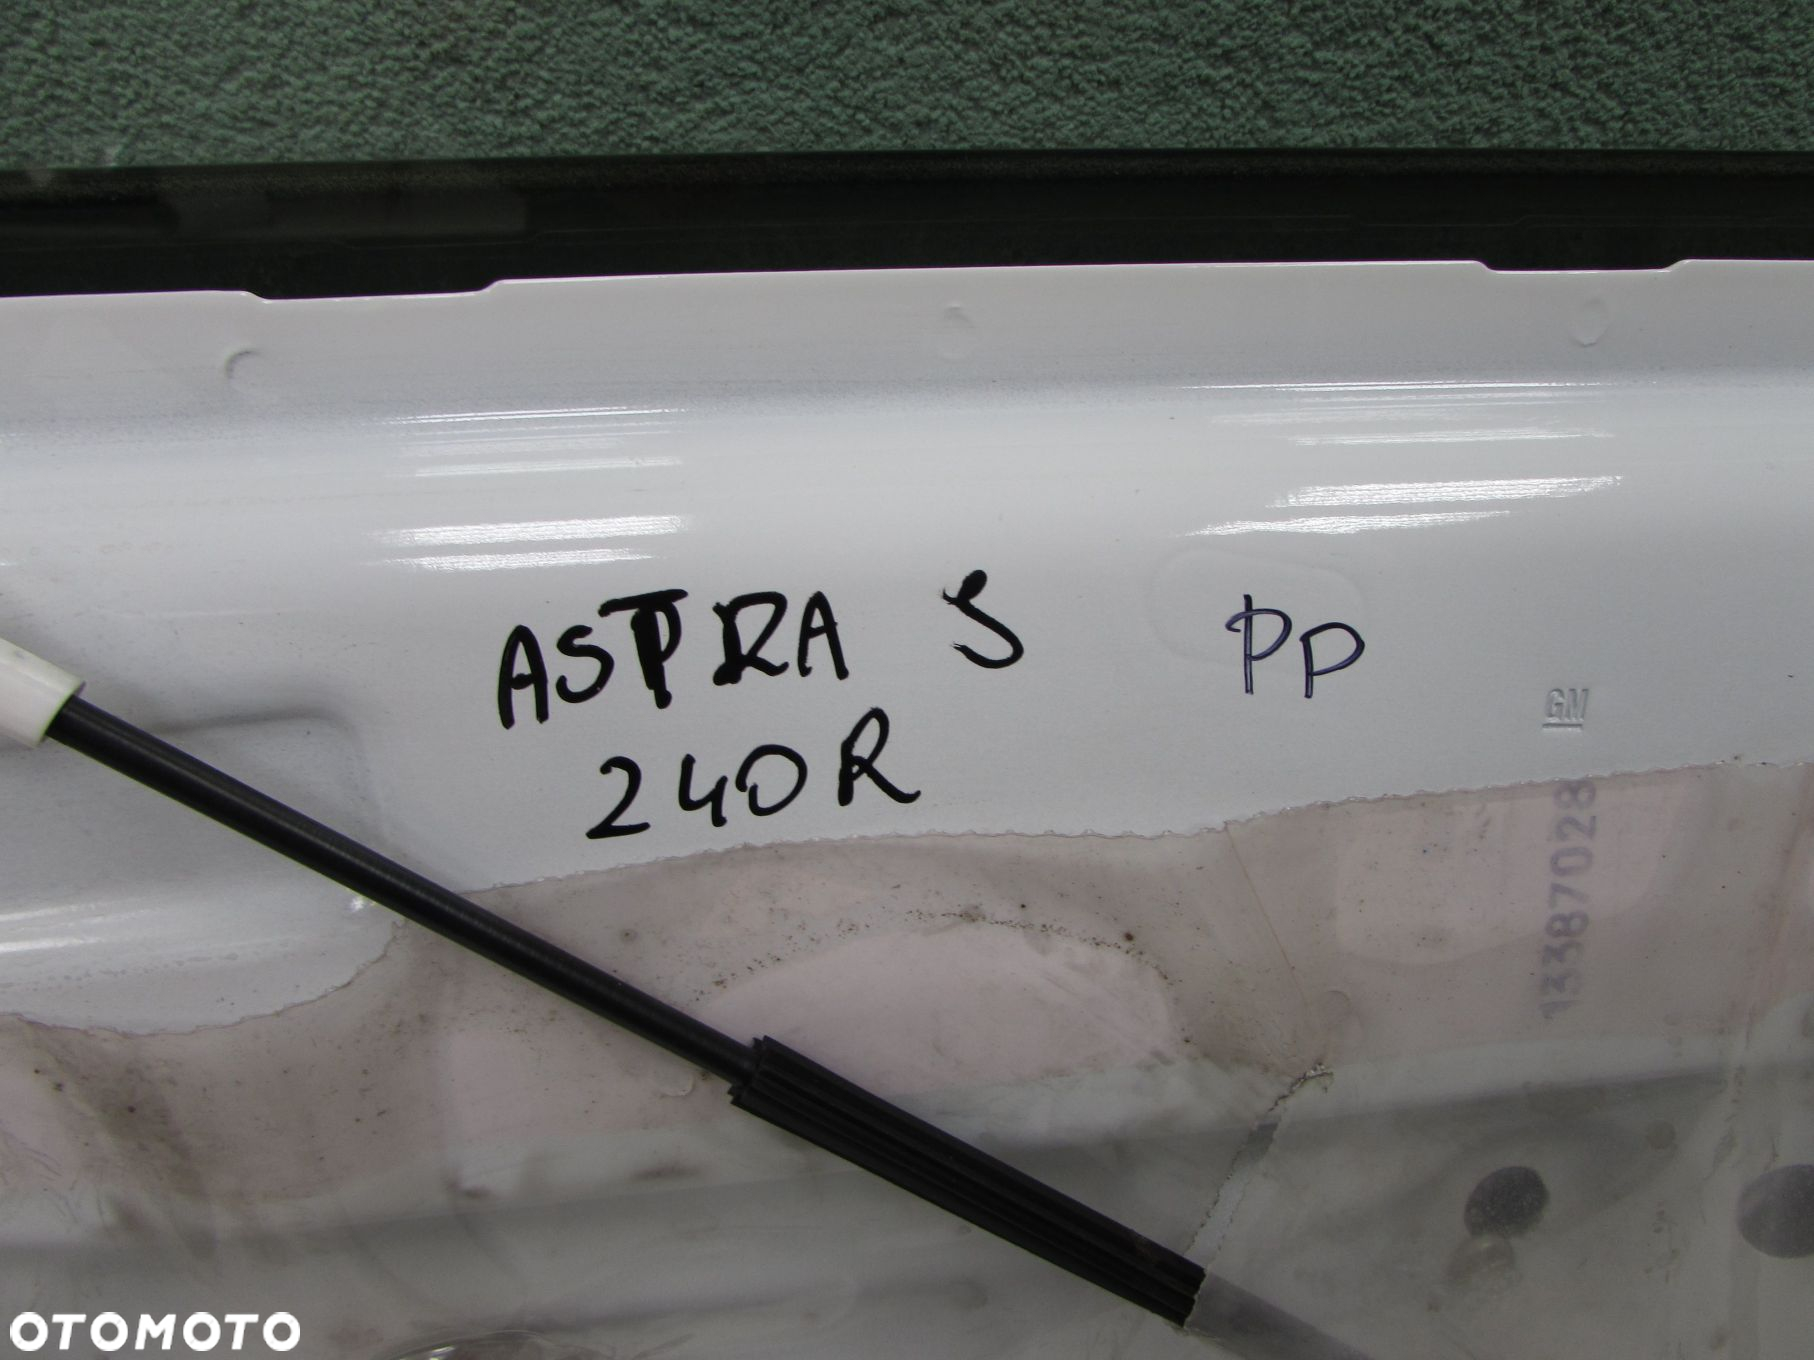 ASTRA S PP
240R
GM
13387028
OTOMOTO